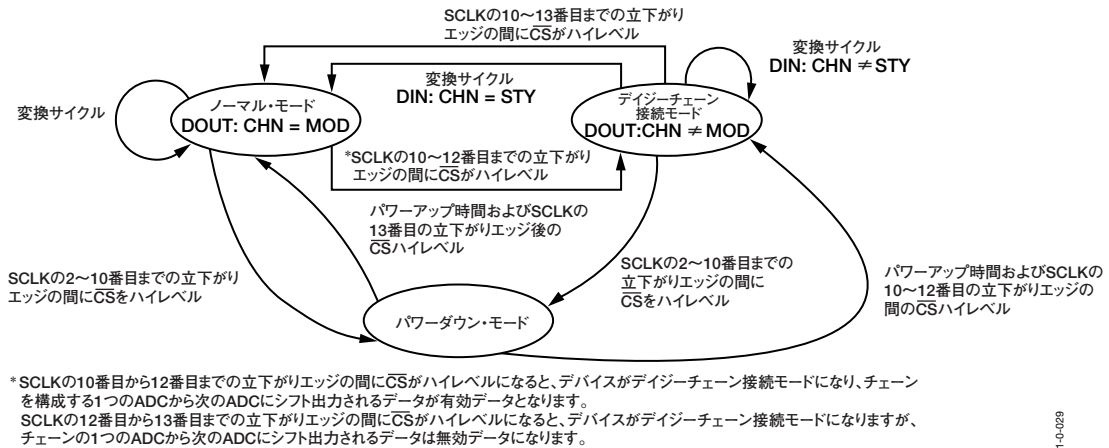 SCLKの10～13番目までの立下がり
エッジの間にCSがハイレベル
変換サイクル
DIN: CHN ≠ STY
変換サイクル
DIN: CHN = STY
変換サイクル
ノーマル・モード
DOUT: CHN = MOD
デイジーチェーン
接続モード
DOUT:CHN ≠ MOD
*SCLKの10～12番目までの立下がり
エッジの間にCSがハイレベル
パワーアップ時間およびSCLKの
13番目の立下がりエッジ後の
CSハイレベル
SCLKの2～10番目までの立下がり
エッジの間にCSをハイレベル
SCLKの2～10番目までの
立下がりエッジの間に
CSをハイレベル
パワーアップ時間およびSCLKの
10～12番目の立下がりエッジの
間のCSハイレベル
パワーダウン・モード
*SCLKの10番目から12番目までの立下がりエッジの間にCSがハイレベルになると、デバイスがデイジーチェーン接続モードになり、チェーン
を構成する1つのADCから次のADCにシフト出力されるデータが有効データとなります。
SCLKの12番目から13番目までの立下がりエッジの間にCSがハイレベルになると、デバイスがデイジーチェーン接続モードになりますが、
チェーンの1つのADCから次のADCにシフト出力されるデータは無効データになります。
1-0-029